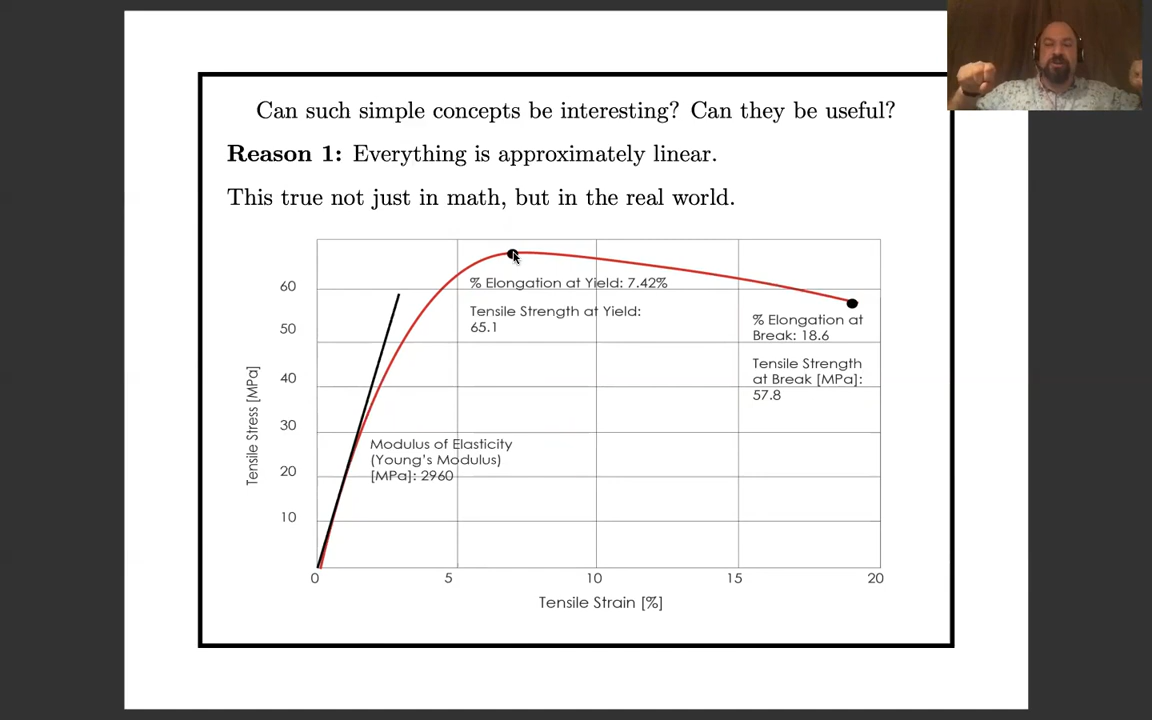 Can such simple concepts be interesting? Can they be useful?
Reason 1: Everything is approximately linear.
This true not just in math, but in the real world.
% Elongation at Yield: 7.42%
Tensile Strength at Yield:
65.1
% Elongation at
Break: 18.6
Tensile Strength
at Break [MPa]:
57.8
Modulus of Elasticity
(Young's Modulus)
[MPa]: 2960
Tensile Stress [MPa]
60
50
40
30
20
10
0
5
10
15
20
Tensile Strain [%]